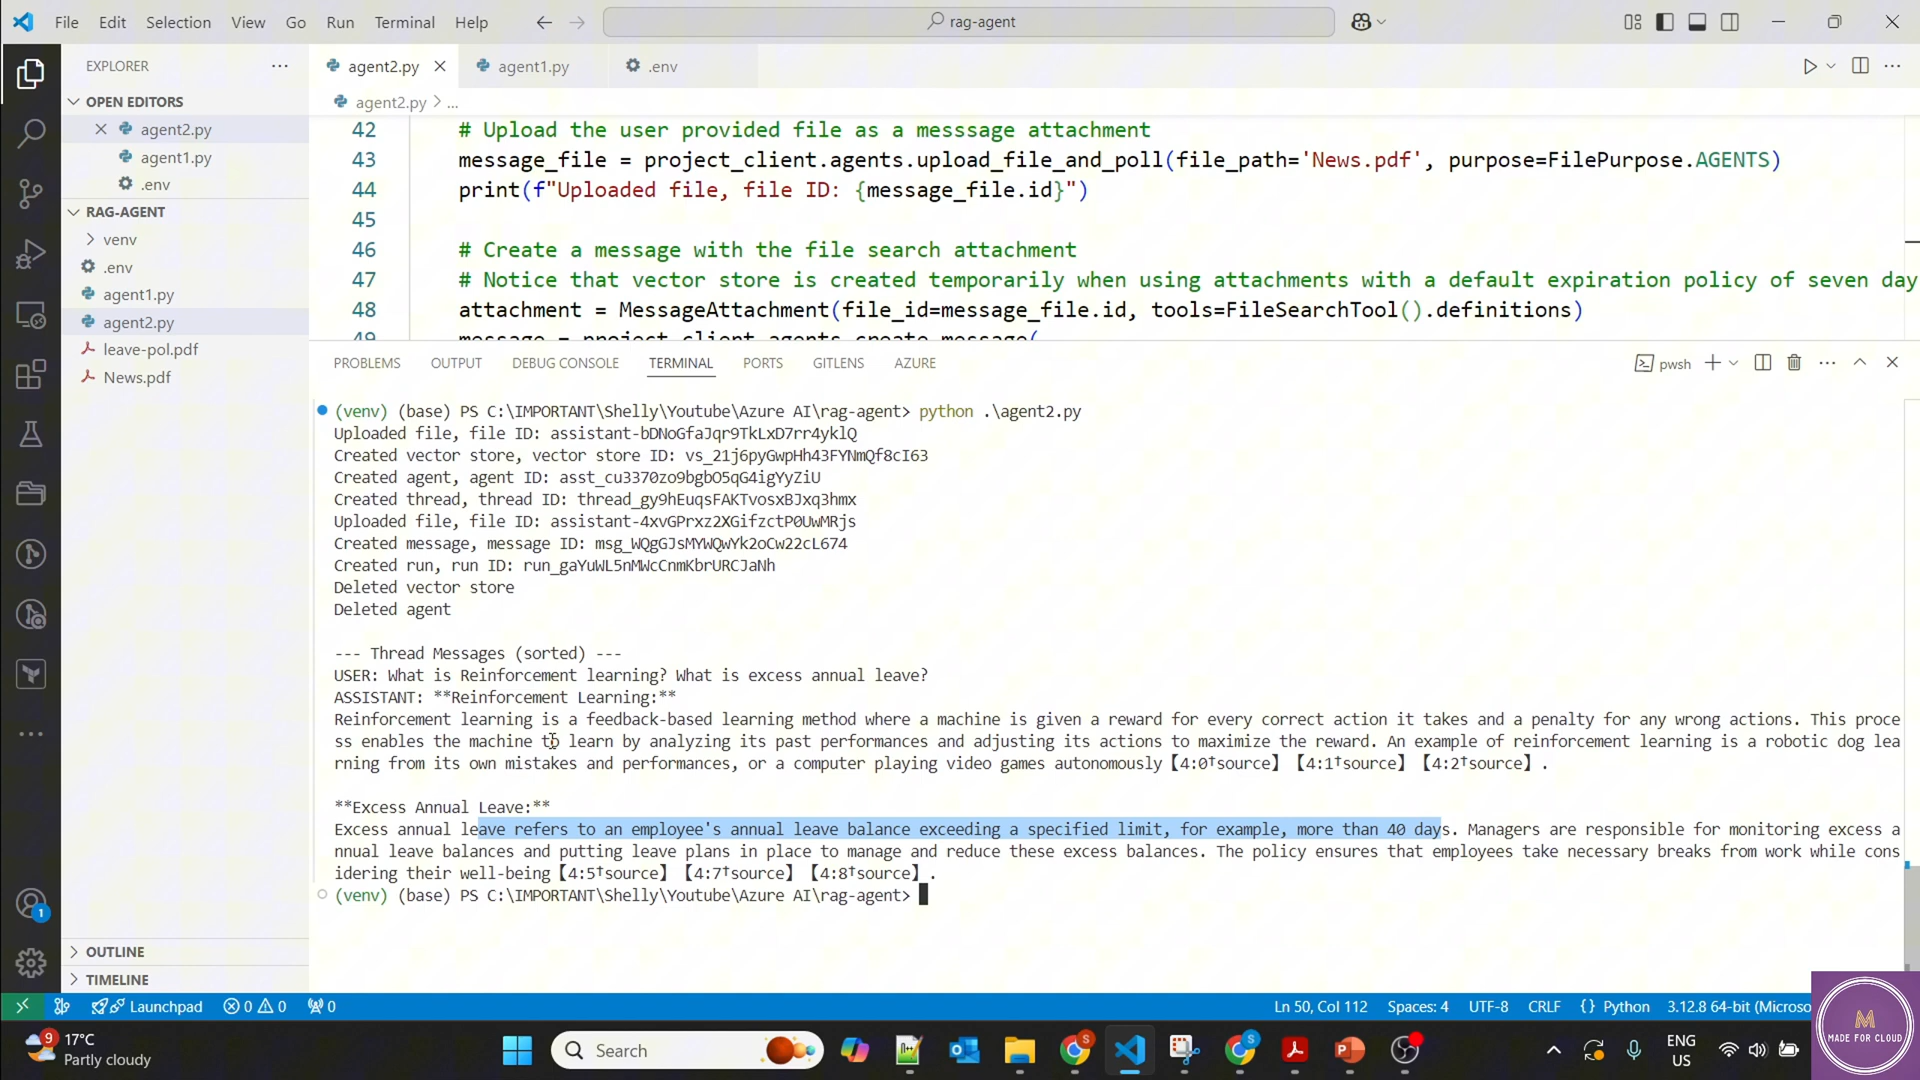 File Edit Selection View Go Run Terminal Help
rag-agent
EXPLORER
OPEN EDITORS
agent2.py
agent1.py
.env
RAG-AGENT
venv
.env
agent1.py
agent2.py
leave-pol.pdf
News.pdf
OUTLINE
TIMELINE
agent2.py agent1.py .env
agent2.py > ...
42 # Upload the user provided file as a messsage attachment
43 message_file = project_client.agents.upload_file_and_poll(file_path='News.pdf', purpose=FilePurpose.AGENTS)
44 print(f"Uploaded file, file ID: {message_file.id}")
45
46 # Create a message with the file search attachment
47 # Notice that vector store is created temporarily when using attachments with a default expiration policy of seven day
48 attachment = MessageAttachment(file_id=message_file.id, tools=FileSearchTool().definitions)
49 message = project_client.agents.create_message(
PROBLEMS OUTPUT DEBUG CONSOLE TERMINAL PORTS GITLENS AZURE
pwsh
(venv) (base) PS C:\IMPORTANT\Shelly\Youtube\Azure AI\rag-agent> python .\agent2.py
Uploaded file, file ID: assistant-bDNoGfaJqr9TkLxD7rr4yklQ
Created vector store, vector store ID: vs_21j6pyGwpHh43FYNmQf8cI63
Created agent, agent ID: asst_cu3370zo9bgbO5qG4igYyZiU
Created thread, thread ID: thread_gy9hEuqsFAKTvosxBJxq3hmx
Uploaded file, file ID: assistant-4xvGPrxz2XGifzctP0UwMRjs
Created message, message ID: msg_WQgGJsMYWQwYk2oCw22cL674
Created run, run ID: run_gaYuWL5nMWcCnmKbrURCJaNh
Deleted vector store
Deleted agent
--- Thread Messages (sorted) ---
USER: What is Reinforcement learning? What is excess annual leave?
ASSISTANT: **Reinforcement Learning:**
Reinforcement learning is a feedback-based learning method where a machine is given a reward for every correct action it takes and a penalty for any wrong actions. This proce
ss enables the machine to learn by analyzing its past performances and adjusting its actions to maximize the reward. An example of reinforcement learning is a robotic dog lea
rning from its own mistakes and performances, or a computer playing video games autonomously【4:0†source】【4:1†source】【4:2†source】.
**Excess Annual Leave:**
Excess annual leave refers to an employee's annual leave balance exceeding a specified limit, for example, more than 40 days. Managers are responsible for monitoring excess a
nnual leave balances and putting leave plans in place to manage and reduce these excess balances. The policy ensures that employees take necessary breaks from work while cons
idering their well-being【4:5†source】【4:7†source】【4:8†source】.
(venv) (base) PS C:\IMPORTANT\Shelly\Youtube\Azure AI\rag-agent>
1
Launchpad 0 0 0
Ln 50, Col 112 Spaces: 4 UTF-8 CRLF {} Python 3.12.8 64-bit (Microso
M
MADE FOR CLOUD
9
17°C
Partly cloudy
Search
ENG
US